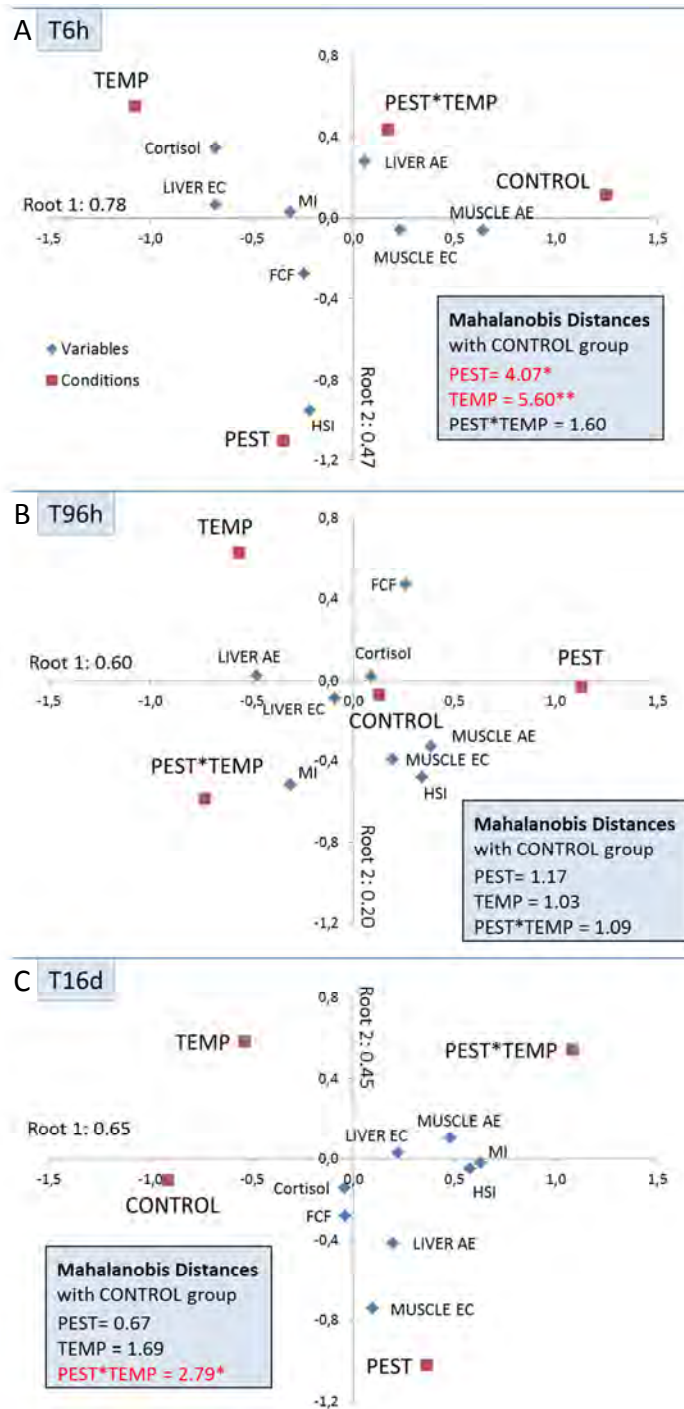 A T6h
0,8
TEMP
PEST*TEMP
0,4
Cortisol
LIVER AE
CONTROL
LIVER EC
Root 1: 0.78
MI
MUSCLE AE
0,0
-1,5 -1,0 -0,5 0,0 0,5 1,0 1,5
MUSCLE EC
FCF
-0,4
Variables
Conditions
-0,8
Root 2: 0.47
HSI
PEST
-1,2
Mahalanobis Distances
with CONTROL group
PEST= 4.07*
TEMP = 5.60**
PEST*TEMP = 1.60
B T96h
0,8
TEMP
FCF
0,4
LIVER AE
Cortisol
PEST
Root 1: 0.60
0,0
-1,5 -1,0 -0,5 0,0 0,5 1,0 1,5
LIVER EC
CONTROL
MUSCLE AE
PEST*TEMP
MI
-0,4
MUSCLE EC
HSI
-0,8
Root 2: 0.20
-1,2
Mahalanobis Distances
with CONTROL group
PEST= 1.17
TEMP = 1.03
PEST*TEMP = 1.09
C T16d
0,8
Root 2: 0.45
TEMP
PEST*TEMP
0,4
MUSCLE AE
LIVER EC
Root 1: 0.65
MI
0,0
-1,5 -1,0 -0,5 0,0 0,5 1,0 1,5
Cortisol
HSI
CONTROL
FCF
-0,4
LIVER AE
MUSCLE EC
-0,8
PEST
-1,2
Mahalanobis Distances
with CONTROL group
PEST= 0.67
TEMP = 1.69
PEST*TEMP = 2.79*